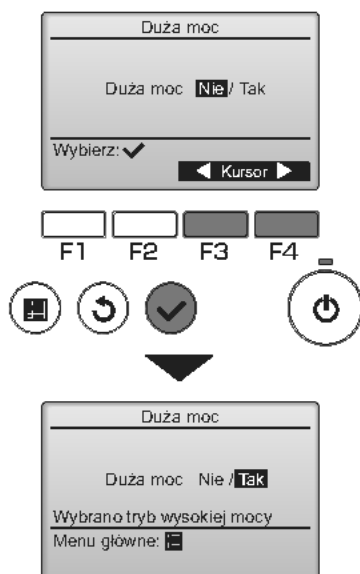 Duża moc
Duża moc Nie / Tak
Wybierz: ✔
◀ Kursor ▶
F1 F2 F3 F4
Duża moc
Duża moc Nie / Tak
Wybrano tryb wysokiej mocy
Menu główne: